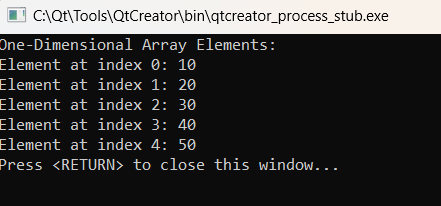 C:\Qt\Tools\QtCreator\bin\qtcreator_process_stub.exe
One-Dimensional Array Elements:
Element at index 0: 10
Element at index 1: 20
Element at index 2: 30
Element at index 3: 40
Element at index 4: 50
Press <RETURN> to close this window...